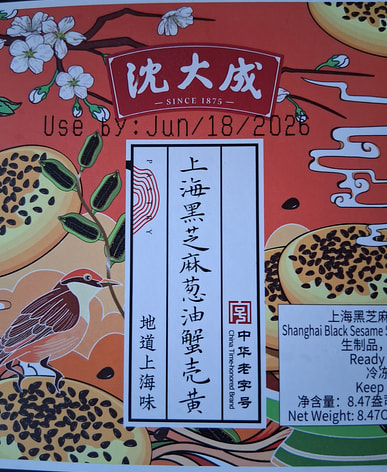 沈大成
SINCE 1875
Use by:Jun/18/2026
上海黑芝麻葱油蟹壳黄
地道上海味
中华老字号
China Time-honored Brand
上海黑芝麻
Shanghai Black Sesame S
生制品,
Ready
冷冻
Keep
净含量: 8.47盎司
Net Weight: 8.47O